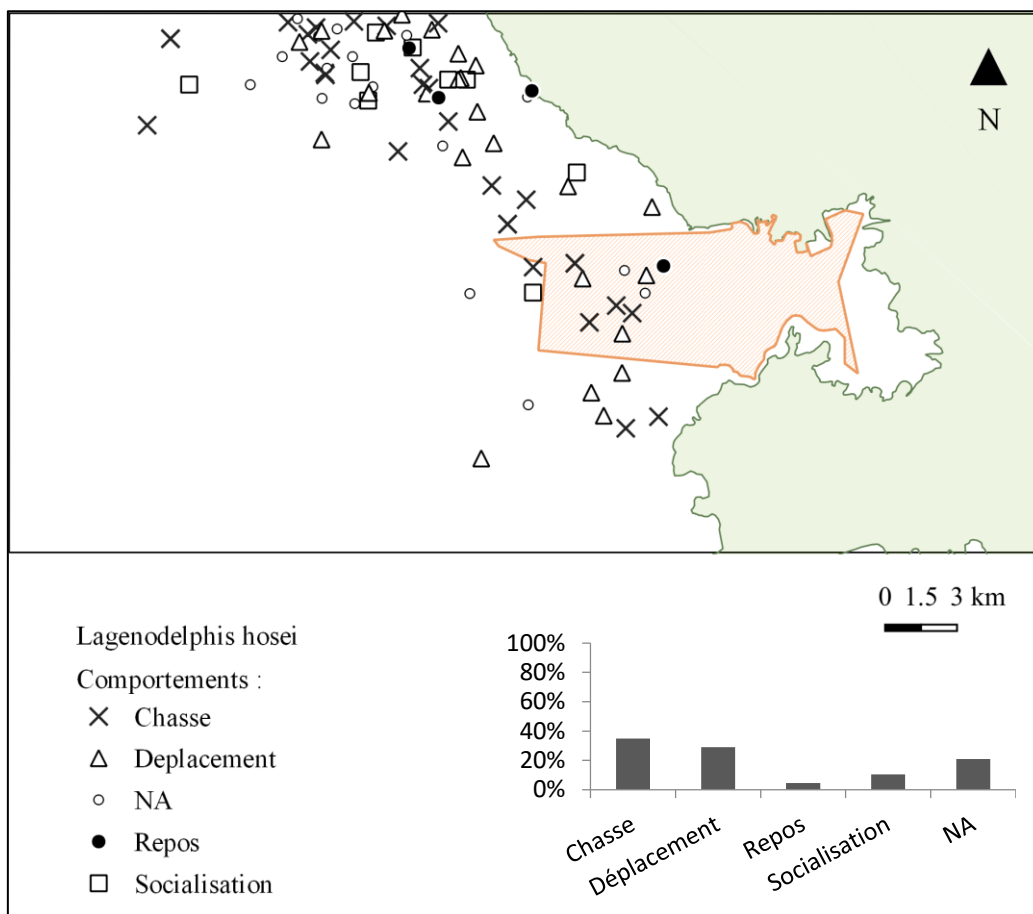 N
0 1.5 3 km
Lagenodelphis hosei
Comportements :
Chasse
Deplacement
NA
Repos
Socialisation
100%
80%
60%
40%
20%
0%
Chasse
Déplacement
Repos
Socialisation
NA